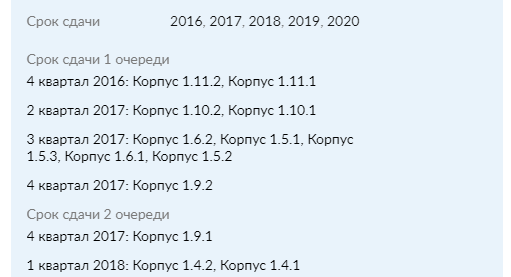 Срок сдачи 2016, 2017, 2018, 2019, 2020
Срок сдачи 1 очереди
4 квартал 2016: Корпус 1.11.2, Корпус 1.11.1
2 квартал 2017: Корпус 1.10.2, Корпус 1.10.1
3 квартал 2017: Корпус 1.6.2, Корпус 1.5.1, Корпус
1.5.3, Корпус 1.6.1, Корпус 1.5.2
4 квартал 2017: Корпус 1.9.2
Срок сдачи 2 очереди
4 квартал 2017: Корпус 1.9.1
1 квартал 2018: Корпус 1.4.2, Корпус 1.4.1